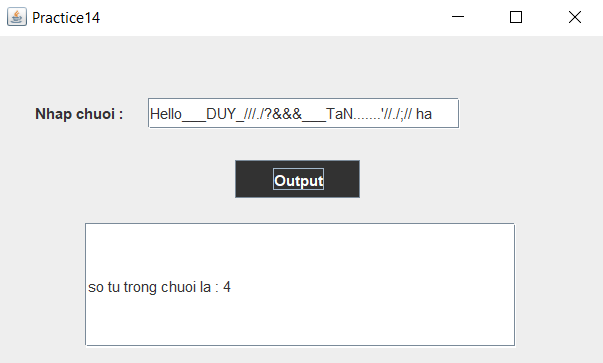 Practice14
Nhap chuoi :
Hello___DUY_///./?&&&___TaN.......'//./;// ha
Output
so tu trong chuoi la : 4